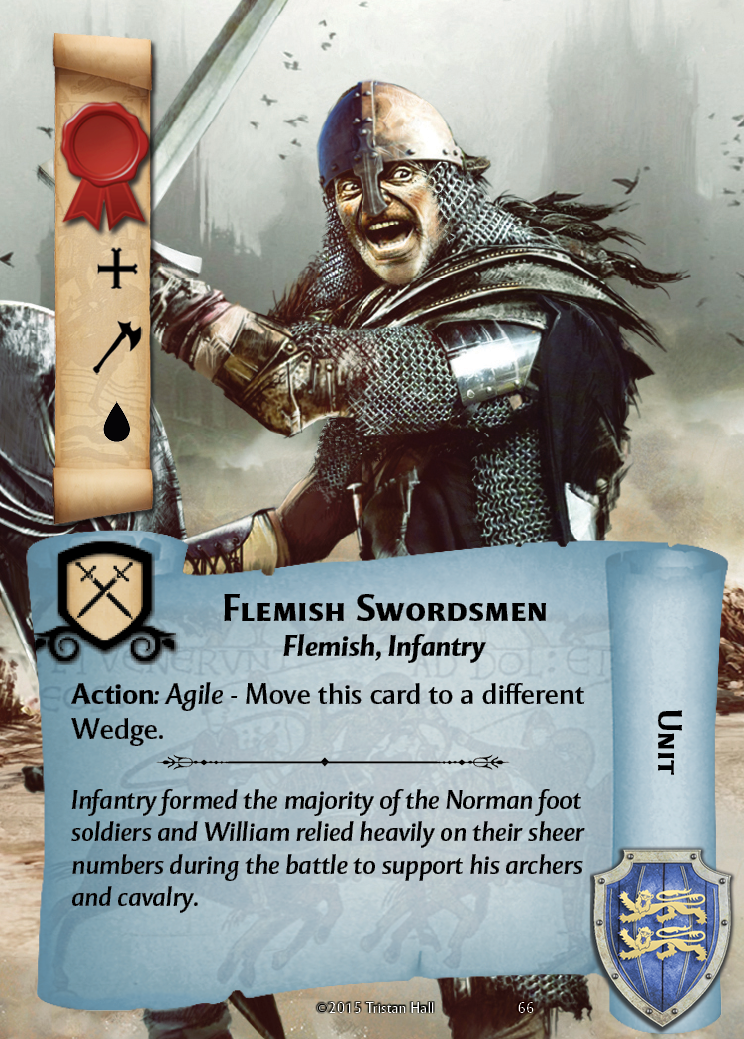 Flemish Swordsmen
Flemish, Infantry
Action: Agile - Move this card to a different
Wedge.
Infantry formed the majority of the Norman foot
soldiers and William relied heavily on their sheer
numbers during the battle to support his archers
and cavalry.
Unit
©2015 Tristan Hall 66